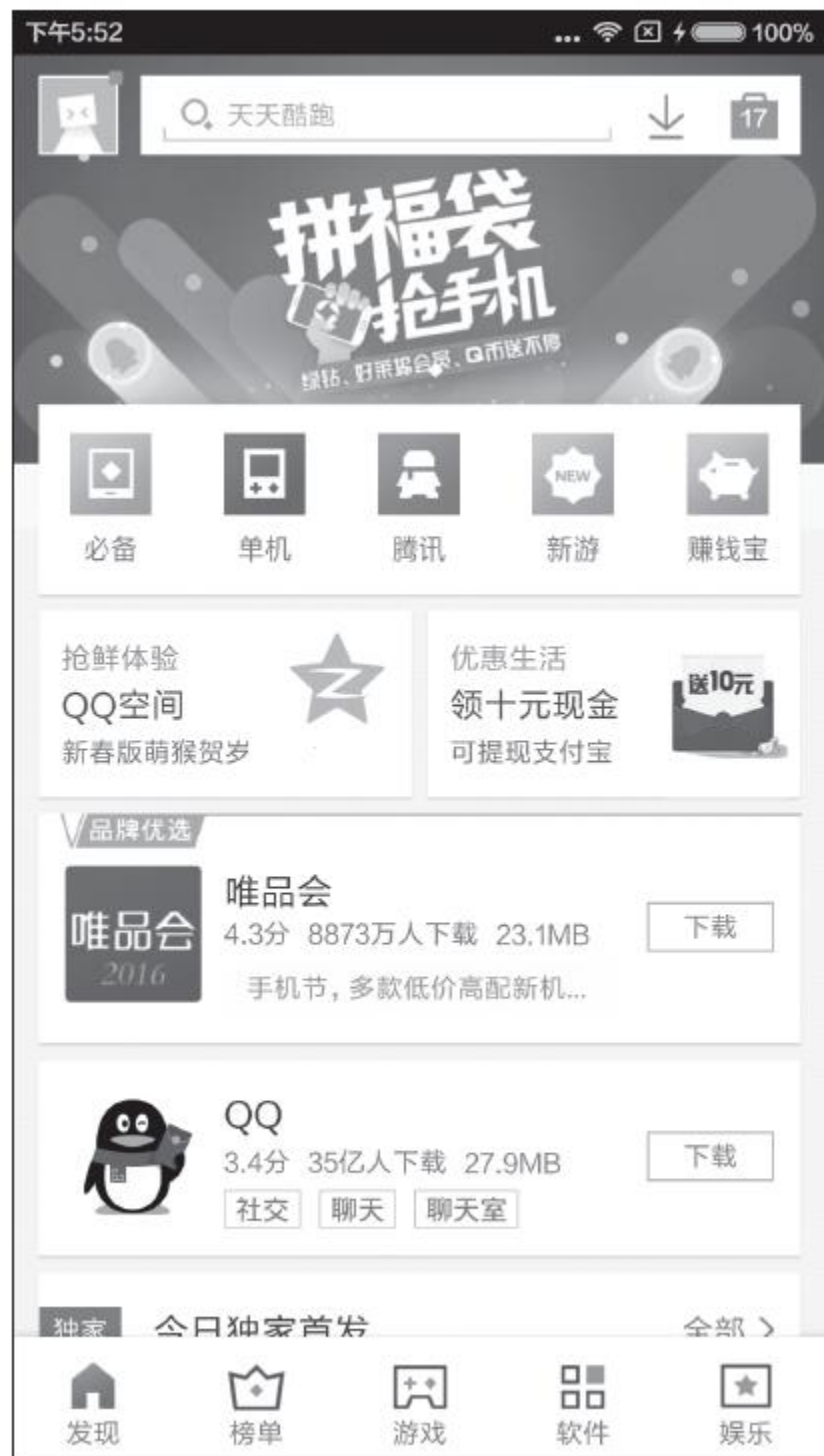 下午5:52 ... 100%
天天酷跑
17
拼福袋
抢手机
绿钻、好莱坞会员、Q币送不停
必备 单机 腾讯 NEW 新游 赚钱宝
抢鲜体验
QQ空间
新春版萌猴贺岁
优惠生活
领十元现金
可提现支付宝
送10元
品牌优选
唯品会
2016
唯品会
4.3分 8873万人下载 23.1MB
手机节，多款低价高配新机...
下载
QQ
3.4分 35亿人下载 27.9MB
社交 聊天 聊天室
下载
独家 今日独家首发 全部
发现 榜单 游戏 软件 娱乐